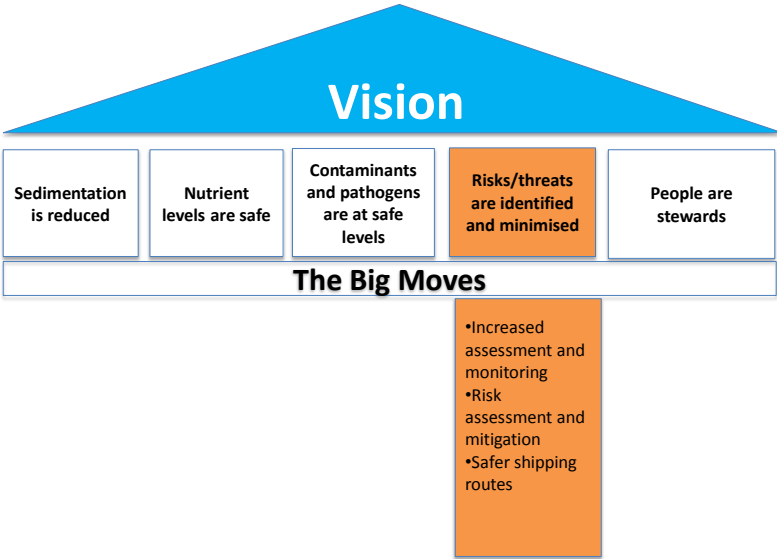 Vision
Sedimentation
is reduced
Nutrient
levels are safe
Contaminants
and pathogens
are at safe
levels
Risks/threats
are identified
and minimised
People are
stewards
The Big Moves
•Increased
assessment and
monitoring
•Risk
assessment and
mitigation
•Safer shipping
routes